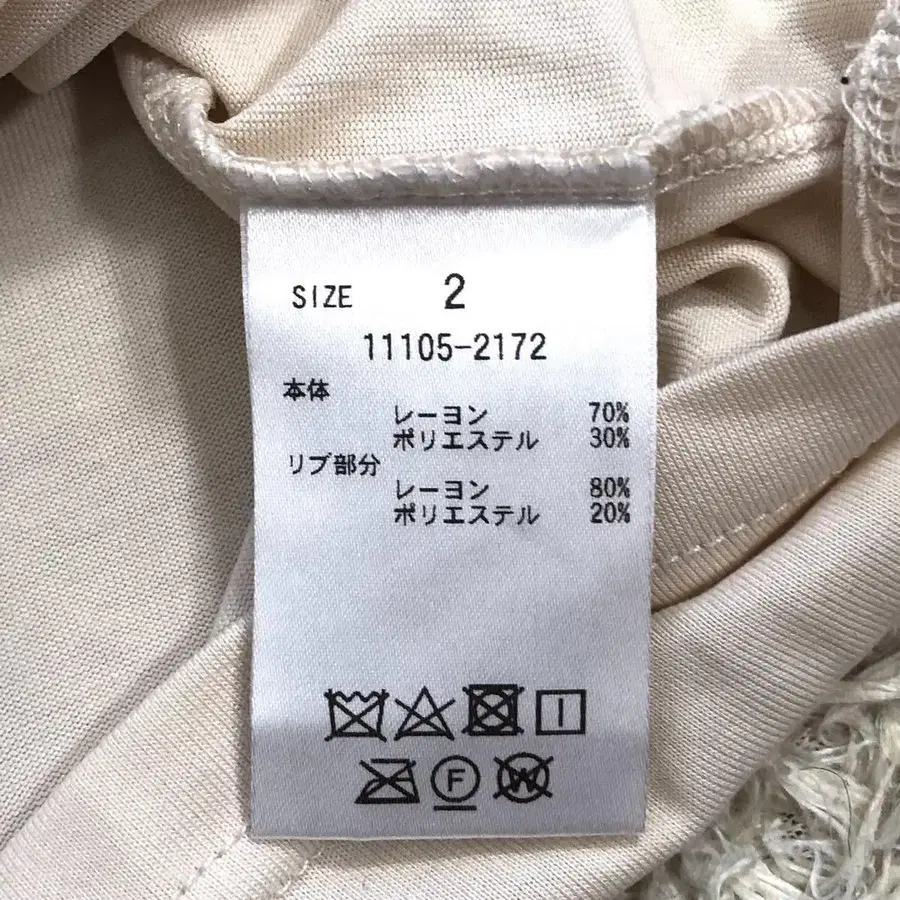 SIZE 2
11105-2172
本体
レーヨン 70%
ポリエステル 30%
リブ部分
レーヨン 80%
ポリエステル 20%
F W